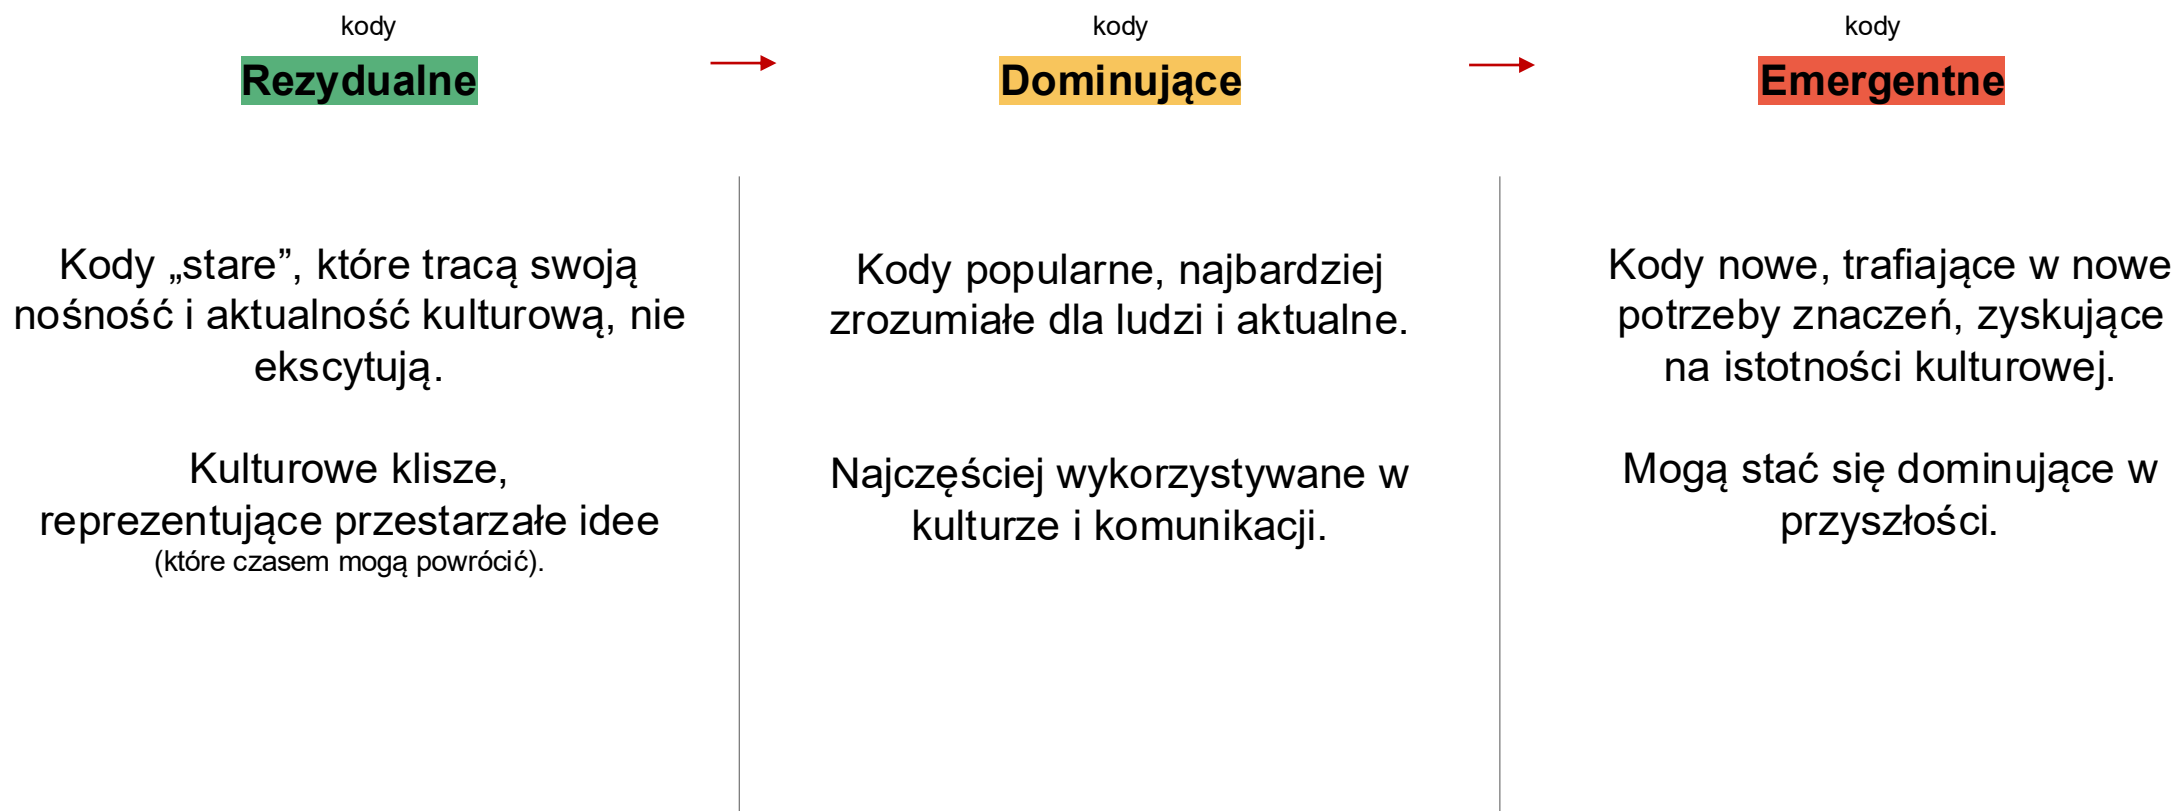 kody
Rezydualne
Kody „stare”, które tracą swoją
nośność i aktualność kulturową, nie
ekscytują.
Kulturowe klisze,
reprezentujące przestarzałe idee
(które czasem mogą powrócić).
kody
Dominujące
Kody popularne, najbardziej
zrozumiałe dla ludzi i aktualne.
Najczęściej wykorzystywane w
kulturze i komunikacji.
kody
Emergentne
Kody nowe, trafiające w nowe
potrzeby znaczeń, zyskujące
na istotności kulturowej.
Mogą stać się dominujące w
przyszłości.